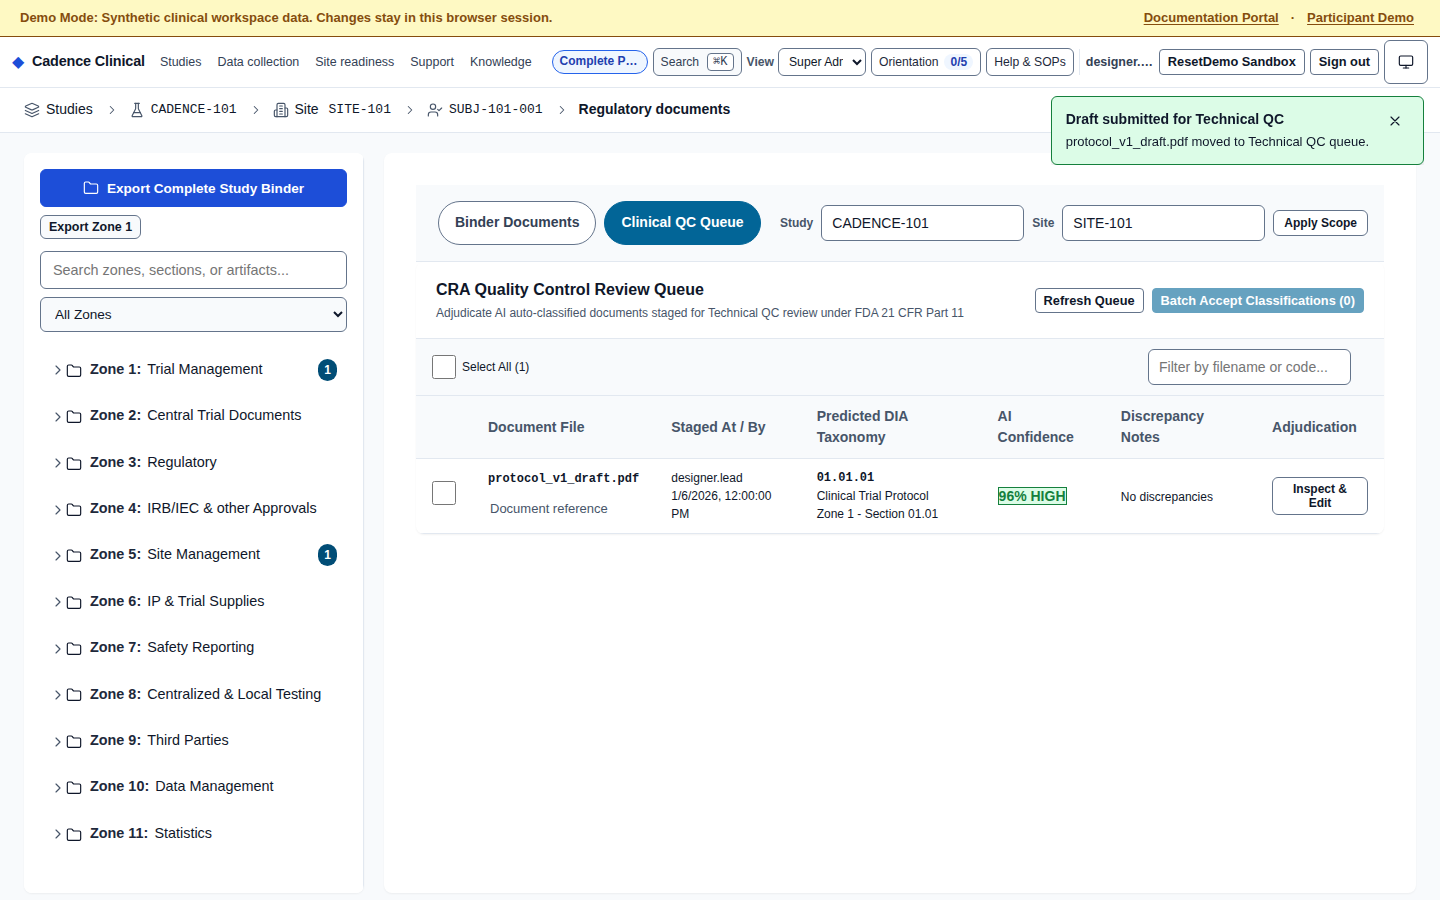 Demo Mode: Synthetic clinical workspace data. Changes stay in this browser session.
Documentation Portal · Participant Demo
Cadence Clinical Studies Data collection Site readiness Support Knowledge Complete P… Search ⌘K View Super Adr Orientation 0/5 Help & SOPs designer.… ResetDemo Sandbox Sign out
Studies CADENCE-101 Site SITE-101 SUBJ-101-001 Regulatory documents
Draft submitted for Technical QC
protocol_v1_draft.pdf moved to Technical QC queue.
Export Complete Study Binder
Export Zone 1
Search zones, sections, or artifacts...
All Zones
Zone 1: Trial Management 1
Zone 2: Central Trial Documents
Zone 3: Regulatory
Zone 4: IRB/IEC & other Approvals
Zone 5: Site Management 1
Zone 6: IP & Trial Supplies
Zone 7: Safety Reporting
Zone 8: Centralized & Local Testing
Zone 9: Third Parties
Zone 10: Data Management
Zone 11: Statistics
Binder Documents Clinical QC Queue Study CADENCE-101 Site SITE-101 Apply Scope
CRA Quality Control Review Queue
Adjudicate AI auto-classified documents staged for Technical QC review under FDA 21 CFR Part 11
Refresh Queue Batch Accept Classifications (0)
Select All (1) Filter by filename or code...
Document File Staged At / By Predicted DIA Taxonomy AI Confidence Discrepancy Notes Adjudication
protocol_v1_draft.pdf
Document reference
designer.lead
1/6/2026, 12:00:00
PM
01.01.01
Clinical Trial Protocol
Zone 1 - Section 01.01
96% HIGH
No discrepancies
Inspect &
Edit